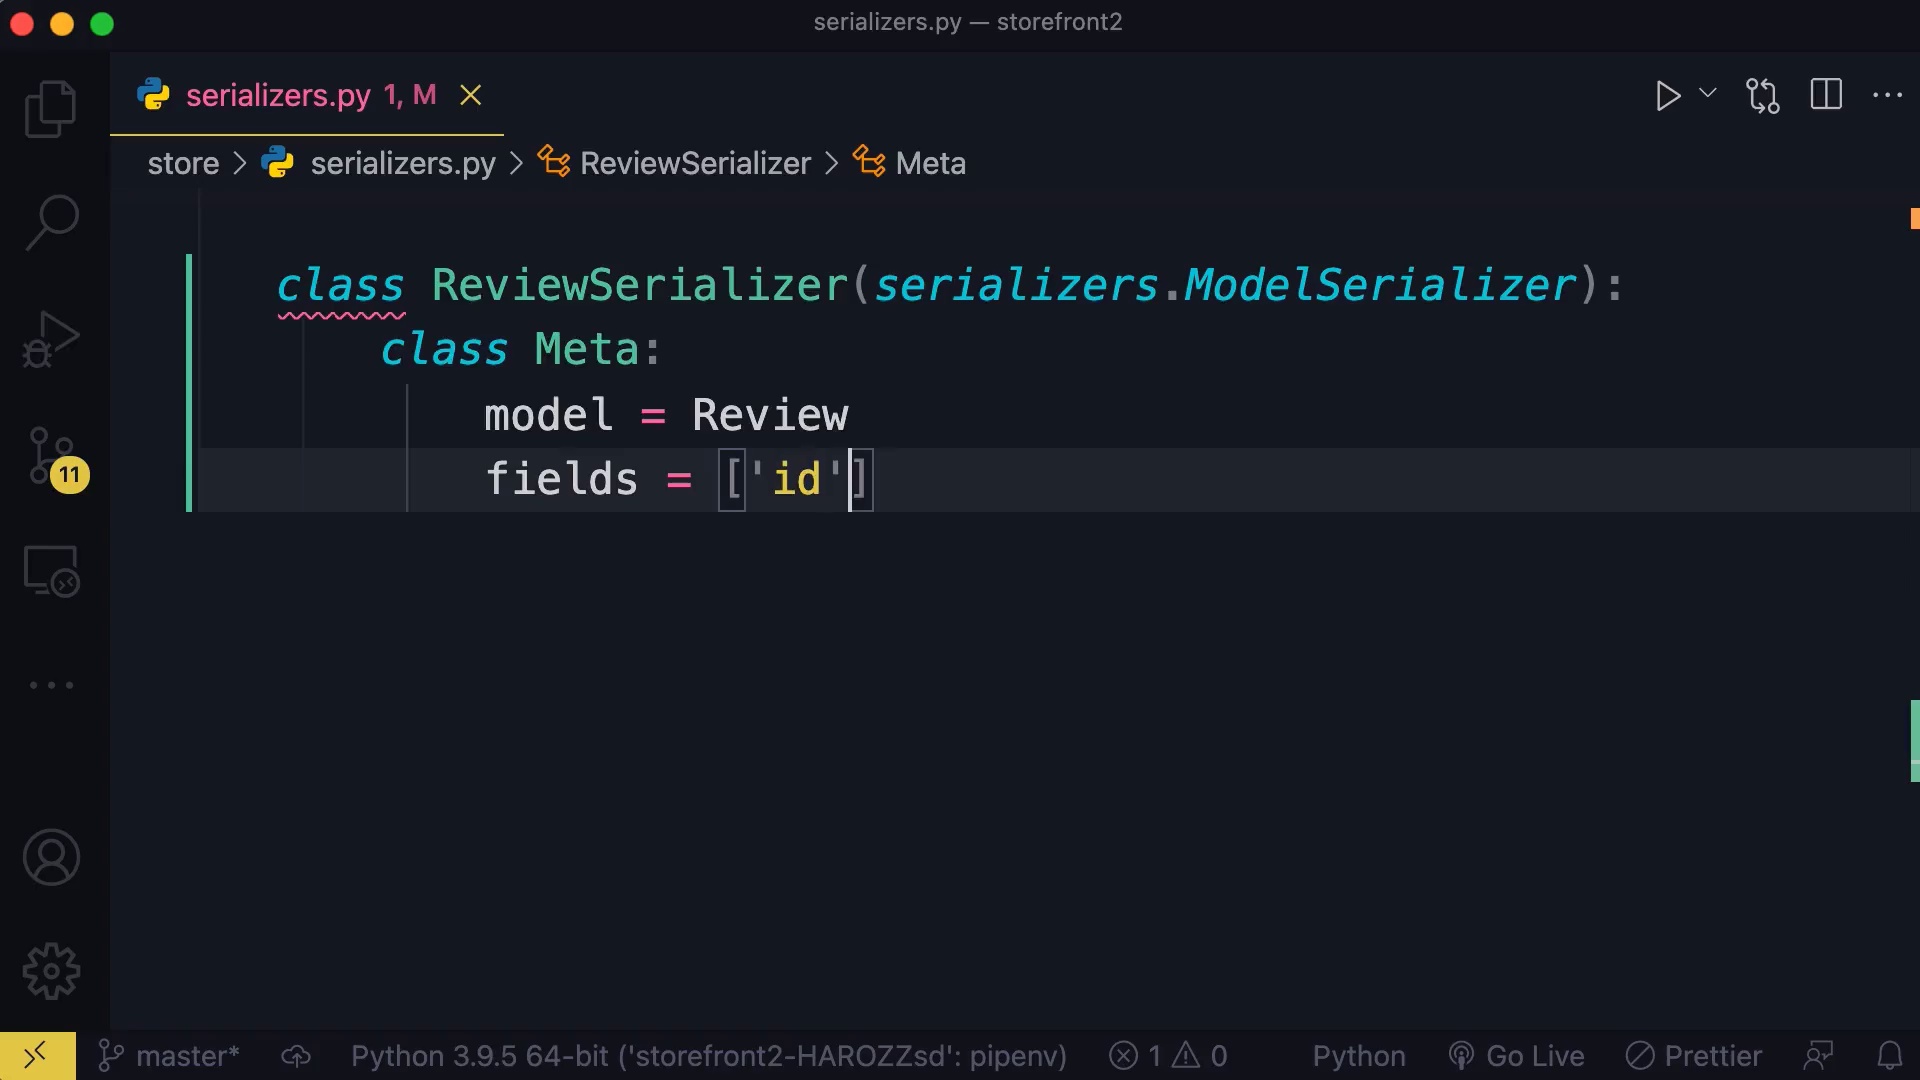 serializers.py — storefront2
serializers.py 1, M
store > serializers.py > ReviewSerializer > Meta
class ReviewSerializer(serializers.ModelSerializer):
class Meta:
model = Review
fields = ['id']
11
master* Python 3.9.5 64-bit ('storefront2-HAROZZsd': pipenv) 1 0 Python Go Live Prettier